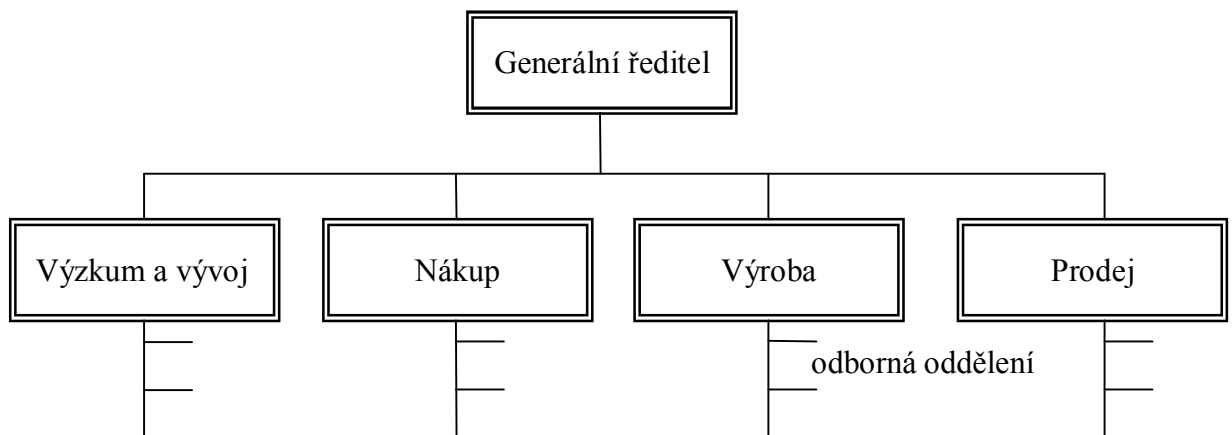 Generální ředitel
Výzkum a vývoj
Nákup
Výroba
Prodej
odborná oddělení